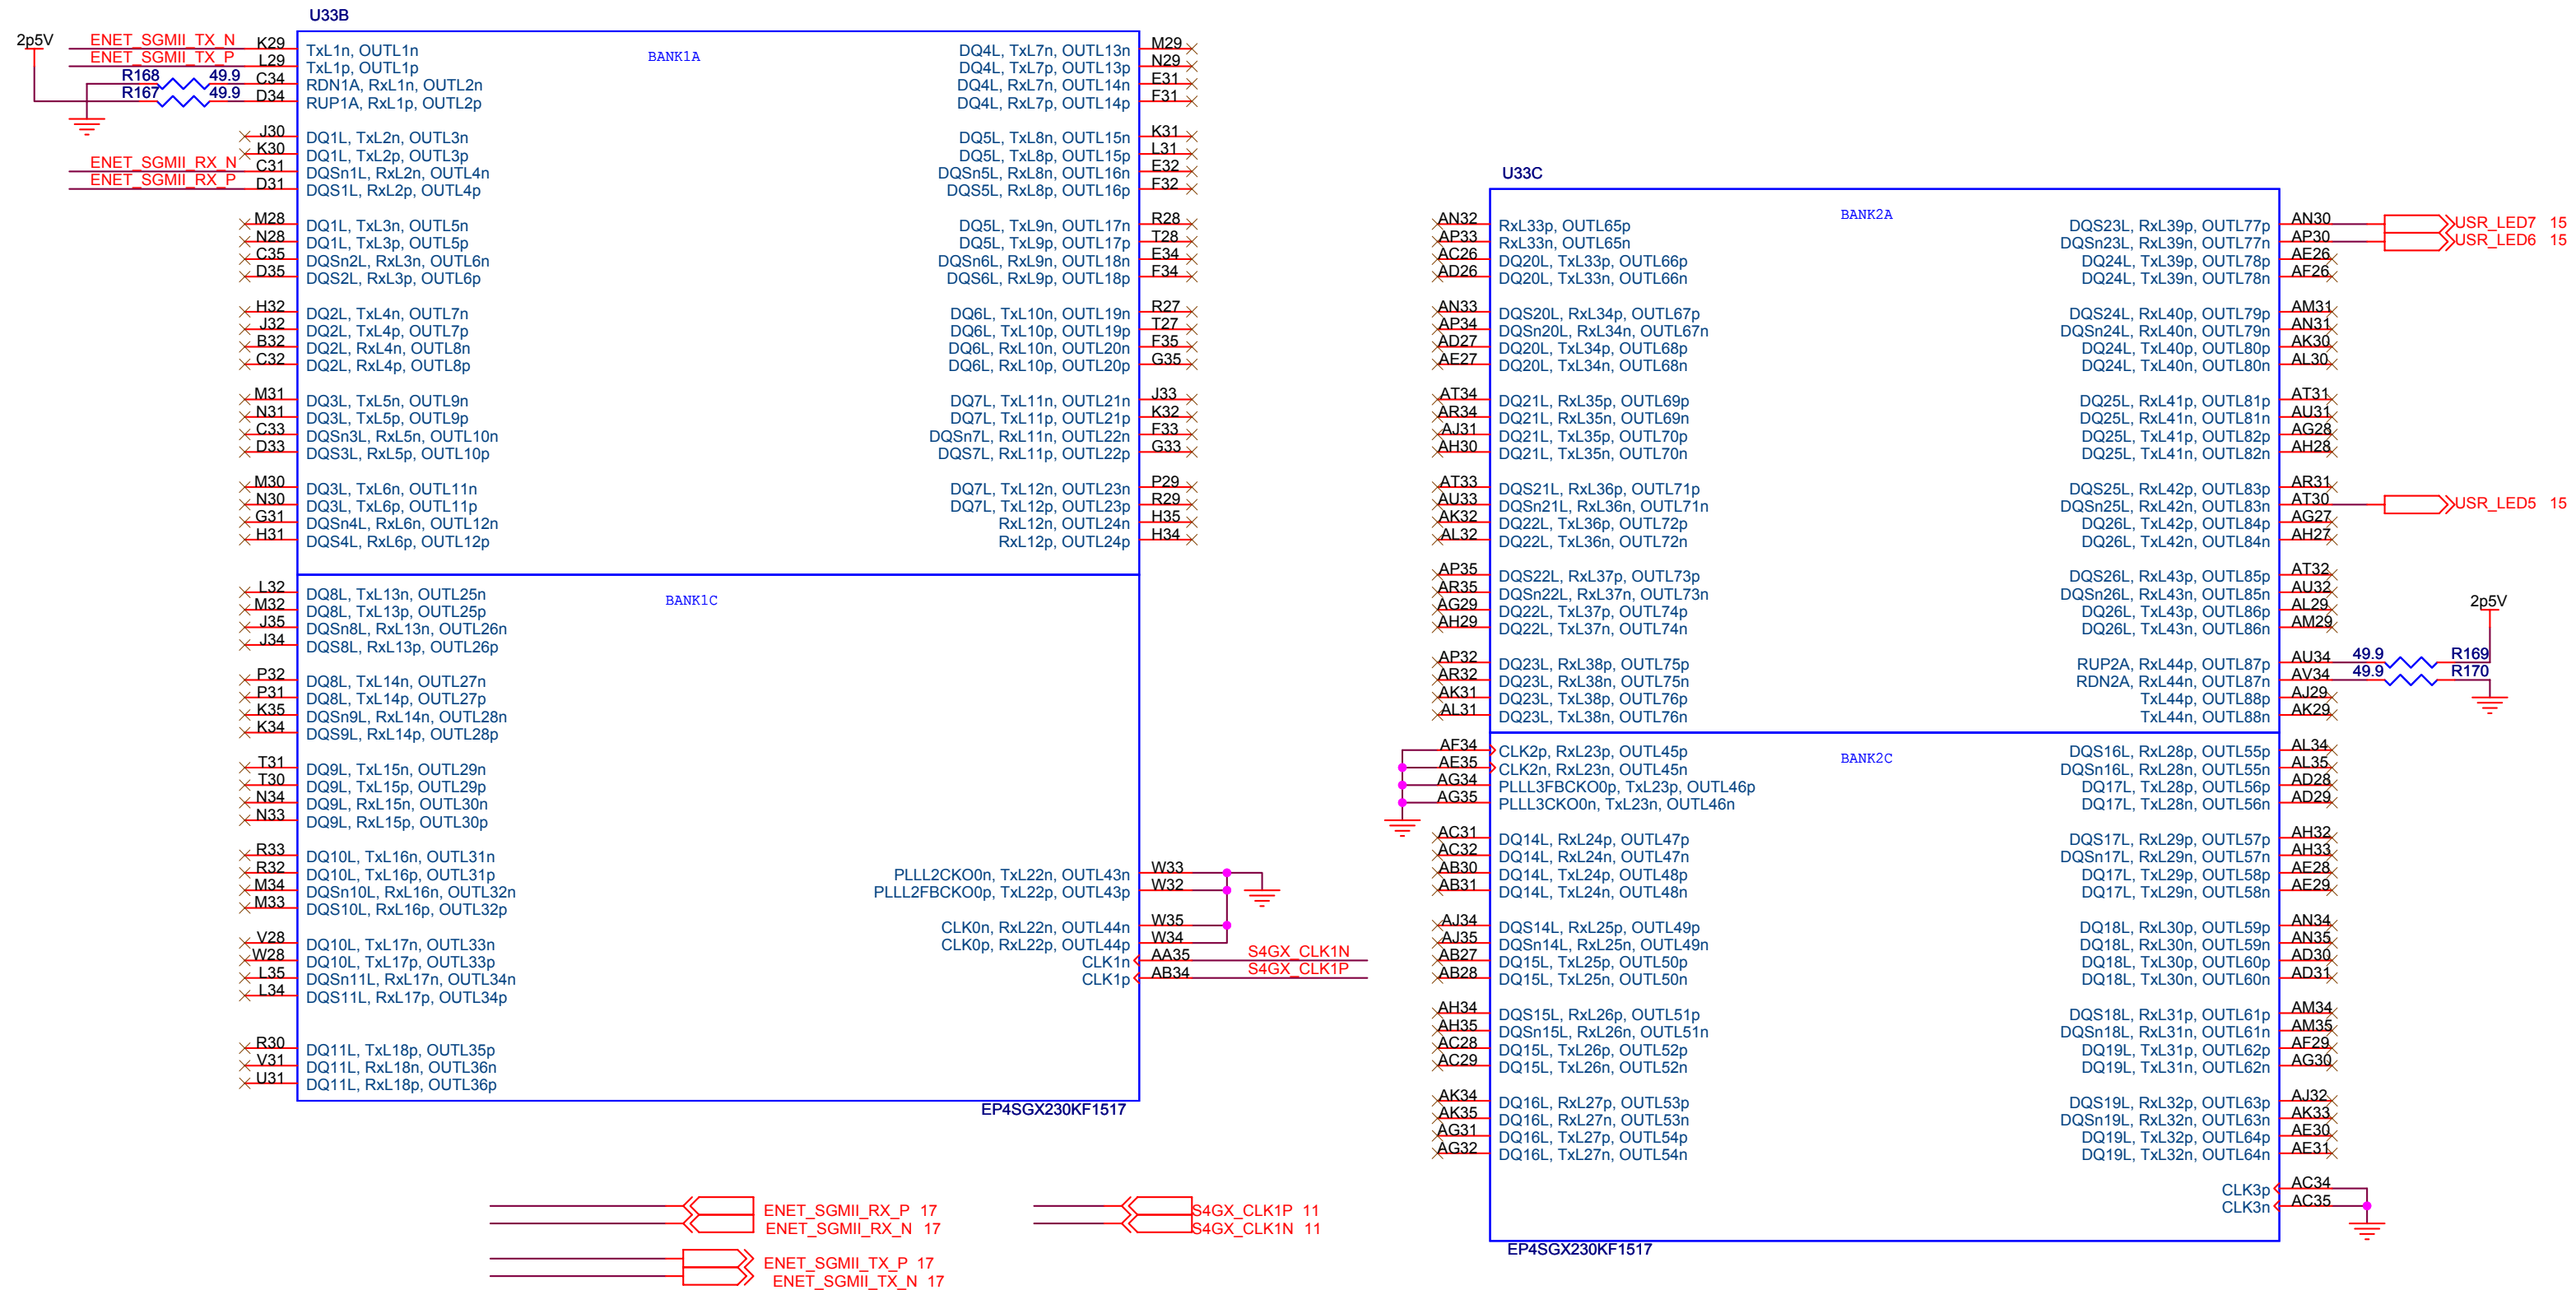 U33B
BANK1A
2p5V
ENET_SGMII_TX_N K29 TxL1n, OUTL1n
ENET_SGMII_TX_P L29 TxL1p, OUTL1p
R168 49.9 C34 RDN1A, RxL1n, OUTL2n
R167 49.9 D34 RUP1A, RxL1p, OUTL2p
J30 DQ1L, TxL2n, OUTL3n
K30 DQ1L, TxL2p, OUTL3p
ENET_SGMII_RX_N C31 DQSn1L, RxL2n, OUTL4n
ENET_SGMII_RX_P D31 DQS1L, RxL2p, OUTL4p
M28 DQ1L, TxL3n, OUTL5n
N28 DQ1L, TxL3p, OUTL5p
C35 DQSn2L, RxL3n, OUTL6n
D35 DQS2L, RxL3p, OUTL6p
H32 DQ2L, TxL4n, OUTL7n
J32 DQ2L, TxL4p, OUTL7p
B32 DQ2L, RxL4n, OUTL8n
C32 DQ2L, RxL4p, OUTL8p
M31 DQ3L, TxL5n, OUTL9n
N31 DQ3L, TxL5p, OUTL9p
C33 DQSn3L, RxL5n, OUTL10n
D33 DQS3L, RxL5p, OUTL10p
M30 DQ3L, TxL6n, OUTL11n
N30 DQ3L, TxL6p, OUTL11p
G31 DQSn4L, RxL6n, OUTL12n
H31 DQS4L, RxL6p, OUTL12p
DQ4L, TxL7n, OUTL13n M29
DQ4L, TxL7p, OUTL13p N29
DQ4L, RxL7n, OUTL14n E31
DQ4L, RxL7p, OUTL14p F31
DQ5L, TxL8n, OUTL15n K31
DQ5L, TxL8p, OUTL15p L31
DQSn5L, RxL8n, OUTL16n E32
DQS5L, RxL8p, OUTL16p F32
DQ5L, TxL9n, OUTL17n R28
DQ5L, TxL9p, OUTL17p T28
DQSn6L, RxL9n, OUTL18n E34
DQS6L, RxL9p, OUTL18p F34
DQ6L, TxL10n, OUTL19n R27
DQ6L, TxL10p, OUTL19p T27
DQ6L, RxL10n, OUTL20n F35
DQ6L, RxL10p, OUTL20p G35
DQ7L, TxL11n, OUTL21n J33
DQ7L, TxL11p, OUTL21p K32
DQSn7L, RxL11n, OUTL22n F33
DQS7L, RxL11p, OUTL22p G33
DQ7L, TxL12n, OUTL23n P29
DQ7L, TxL12p, OUTL23p R29
RxL12n, OUTL24n H35
RxL12p, OUTL24p H34
BANK1C
L32 DQ8L, TxL13n, OUTL25n
M32 DQ8L, TxL13p, OUTL25p
J35 DQSn8L, RxL13n, OUTL26n
J34 DQS8L, RxL13p, OUTL26p
P32 DQ8L, TxL14n, OUTL27n
P31 DQ8L, TxL14p, OUTL27p
K35 DQSn9L, RxL14n, OUTL28n
K34 DQS9L, RxL14p, OUTL28p
T31 DQ9L, TxL15n, OUTL29n
T30 DQ9L, TxL15p, OUTL29p
N34 DQ9L, RxL15n, OUTL30n
N33 DQ9L, RxL15p, OUTL30p
R33 DQ10L, TxL16n, OUTL31n
R32 DQ10L, TxL16p, OUTL31p
M34 DQSn10L, RxL16n, OUTL32n
M33 DQS10L, RxL16p, OUTL32p
V28 DQ10L, TxL17n, OUTL33n
W28 DQ10L, TxL17p, OUTL33p
L35 DQSn11L, RxL17n, OUTL34n
L34 DQS11L, RxL17p, OUTL34p
R30 DQ11L, TxL18p, OUTL35p
V31 DQ11L, RxL18n, OUTL36n
U31 DQ11L, RxL18p, OUTL36p
PLLL2CKO0n, TxL22n, OUTL43n W33
PLLL2FBCKO0p, TxL22p, OUTL43p W32
CLK0n, RxL22n, OUTL44n W35
CLK0p, RxL22p, OUTL44p W34
CLK1n AA35 S4GX_CLK1N
CLK1p AB34 S4GX_CLK1P
EP4SGX230KF1517
ENET_SGMII_RX_P 17
ENET_SGMII_RX_N 17
ENET_SGMII_TX_P 17
ENET_SGMII_TX_N 17
S4GX_CLK1P 11
S4GX_CLK1N 11
U33C
BANK2A
AN32 RxL33p, OUTL65p
AP33 RxL33n, OUTL65n
AC26 DQ20L, TxL33p, OUTL66p
AD26 DQ20L, TxL33n, OUTL66n
AN33 DQS20L, RxL34p, OUTL67p
AP34 DQSn20L, RxL34n, OUTL67n
AD27 DQ20L, TxL34p, OUTL68p
AE27 DQ20L, TxL34n, OUTL68n
AT34 DQ21L, RxL35p, OUTL69p
AR34 DQ21L, RxL35n, OUTL69n
AJ31 DQ21L, TxL35p, OUTL70p
AH30 DQ21L, TxL35n, OUTL70n
AT33 DQS21L, RxL36p, OUTL71p
AU33 DQSn21L, RxL36n, OUTL71n
AK32 DQ22L, TxL36p, OUTL72p
AL32 DQ22L, TxL36n, OUTL72n
AP35 DQS22L, RxL37p, OUTL73p
AR35 DQSn22L, RxL37n, OUTL73n
AG29 DQ22L, TxL37p, OUTL74p
AH29 DQ22L, TxL37n, OUTL74n
AP32 DQ23L, RxL38p, OUTL75p
AR32 DQ23L, RxL38n, OUTL75n
AK31 DQ23L, TxL38p, OUTL76p
AL31 DQ23L, TxL38n, OUTL76n
DQS23L, RxL39p, OUTL77p AN30 USR_LED7 15
DQSn23L, RxL39n, OUTL77n AP30 USR_LED6 15
DQ24L, TxL39p, OUTL78p AE26
DQ24L, TxL39n, OUTL78n AF26
DQS24L, RxL40p, OUTL79p AM31
DQSn24L, RxL40n, OUTL79n AN31
DQ24L, TxL40p, OUTL80p AK30
DQ24L, TxL40n, OUTL80n AL30
DQ25L, RxL41p, OUTL81p AT31
DQ25L, RxL41n, OUTL81n AU31
DQ25L, TxL41p, OUTL82p AG28
DQ25L, TxL41n, OUTL82n AH28
DQS25L, RxL42p, OUTL83p AR31
DQSn25L, RxL42n, OUTL83n AT30 USR_LED5 15
DQ26L, TxL42p, OUTL84p AG27
DQ26L, TxL42n, OUTL84n AH27
DQS26L, RxL43p, OUTL85p AT32
DQSn26L, RxL43n, OUTL85n AU32
DQ26L, TxL43p, OUTL86p AL29
DQ26L, TxL43n, OUTL86n AM29
2p5V
RUP2A, RxL44p, OUTL87p AU34 49.9 R169
RDN2A, RxL44n, OUTL87n AV34 49.9 R170
TxL44p, OUTL88p AJ29
TxL44n, OUTL88n AK29
BANK2C
AF34 CLK2p, RxL23p, OUTL45p
AE35 CLK2n, RxL23n, OUTL45n
AG34 PLLL3FBCKO0p, TxL23p, OUTL46p
AG35 PLLL3CKO0n, TxL23n, OUTL46n
AC31 DQ14L, RxL24p, OUTL47p
AC32 DQ14L, RxL24n, OUTL47n
AB30 DQ14L, TxL24p, OUTL48p
AB31 DQ14L, TxL24n, OUTL48n
AJ34 DQS14L, RxL25p, OUTL49p
AJ35 DQSn14L, RxL25n, OUTL49n
AB27 DQ15L, TxL25p, OUTL50p
AB28 DQ15L, TxL25n, OUTL50n
AH34 DQS15L, RxL26p, OUTL51p
AH35 DQSn15L, RxL26n, OUTL51n
AC28 DQ15L, TxL26p, OUTL52p
AC29 DQ15L, TxL26n, OUTL52n
AK34 DQ16L, RxL27p, OUTL53p
AK35 DQ16L, RxL27n, OUTL53n
AG31 DQ16L, TxL27p, OUTL54p
AG32 DQ16L, TxL27n, OUTL54n
DQS16L, RxL28p, OUTL55p AL34
DQSn16L, RxL28n, OUTL55n AL35
DQ17L, TxL28p, OUTL56p AD28
DQ17L, TxL28n, OUTL56n AD29
DQS17L, RxL29p, OUTL57p AH32
DQSn17L, RxL29n, OUTL57n AH33
DQ17L, TxL29p, OUTL58p AE28
DQ17L, TxL29n, OUTL58n AE29
DQ18L, RxL30p, OUTL59p AN34
DQ18L, RxL30n, OUTL59n AN35
DQ18L, TxL30p, OUTL60p AD30
DQ18L, TxL30n, OUTL60n AD31
DQS18L, RxL31p, OUTL61p AM34
DQSn18L, RxL31n, OUTL61n AM35
DQ19L, TxL31p, OUTL62p AF29
DQ19L, TxL31n, OUTL62n AG30
DQS19L, RxL32p, OUTL63p AJ32
DQSn19L, RxL32n, OUTL63n AK33
DQ19L, TxL32p, OUTL64p AE30
DQ19L, TxL32n, OUTL64n AE31
CLK3p AC34
CLK3n AC35
EP4SGX230KF1517